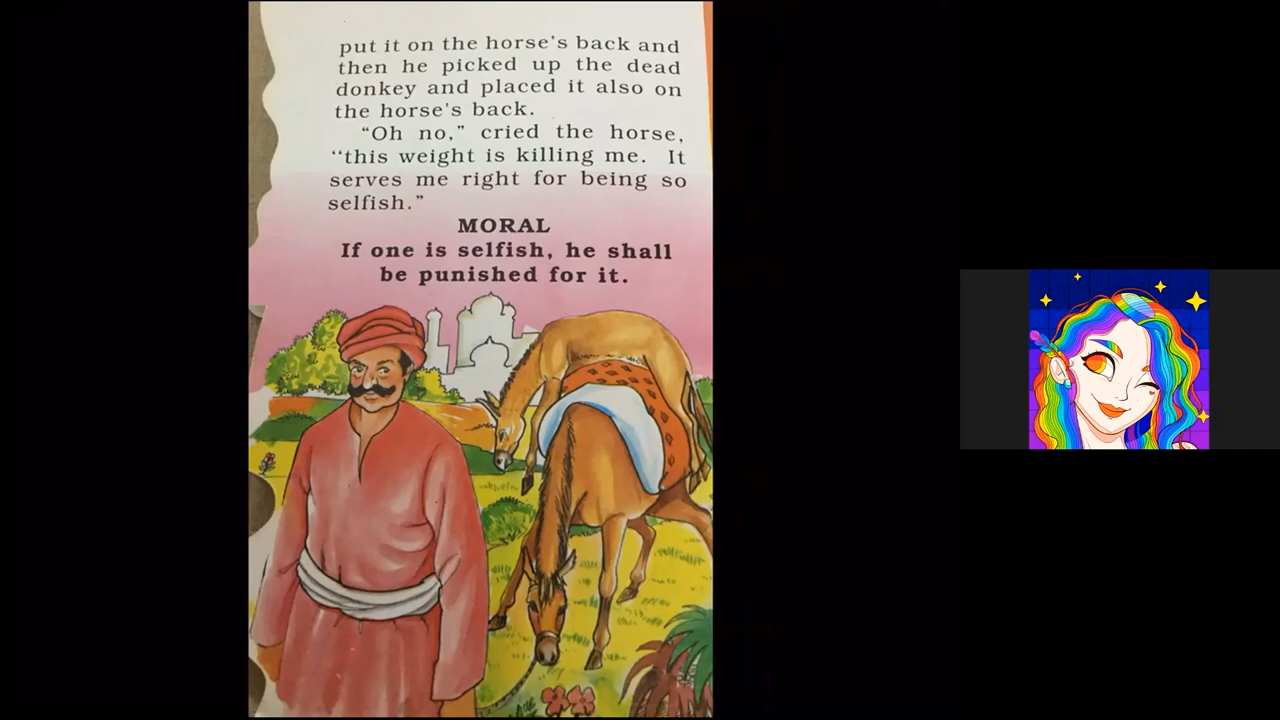 put it on the horse's back and
then he picked up the dead
donkey and placed it also on
the horse's back.
“Oh no,” cried the horse,
“this weight is killing me. It
serves me right for being so
selfish.”
MORAL
If one is selfish, he shall
be punished for it.